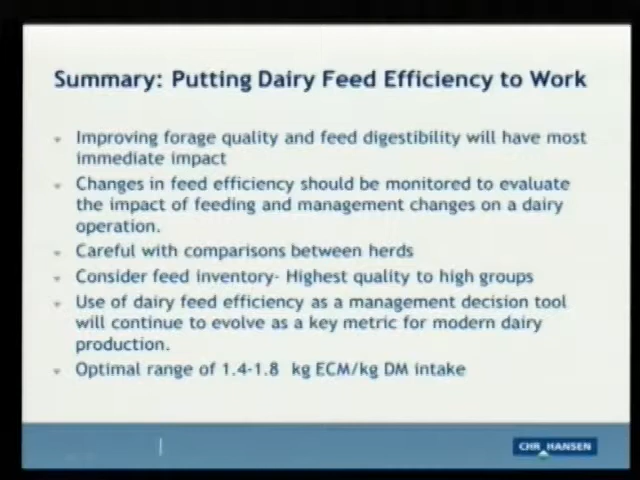 Summary: Putting Dairy Feed Efficiency to Work
Improving forage quality and feed digestibility will have most
immediate impact
Changes in feed efficiency should be monitored to evaluate
the impact of feeding and management changes on a dairy
operation.
Careful with comparisons between herds
Consider feed inventory- Highest quality to high groups
Use of dairy feed efficiency as a management decision tool
will continue to evolve as a key metric for modern dairy
production.
Optimal range of 1.4-1.8 kg ECM/kg DM intake
CHR HANSEN